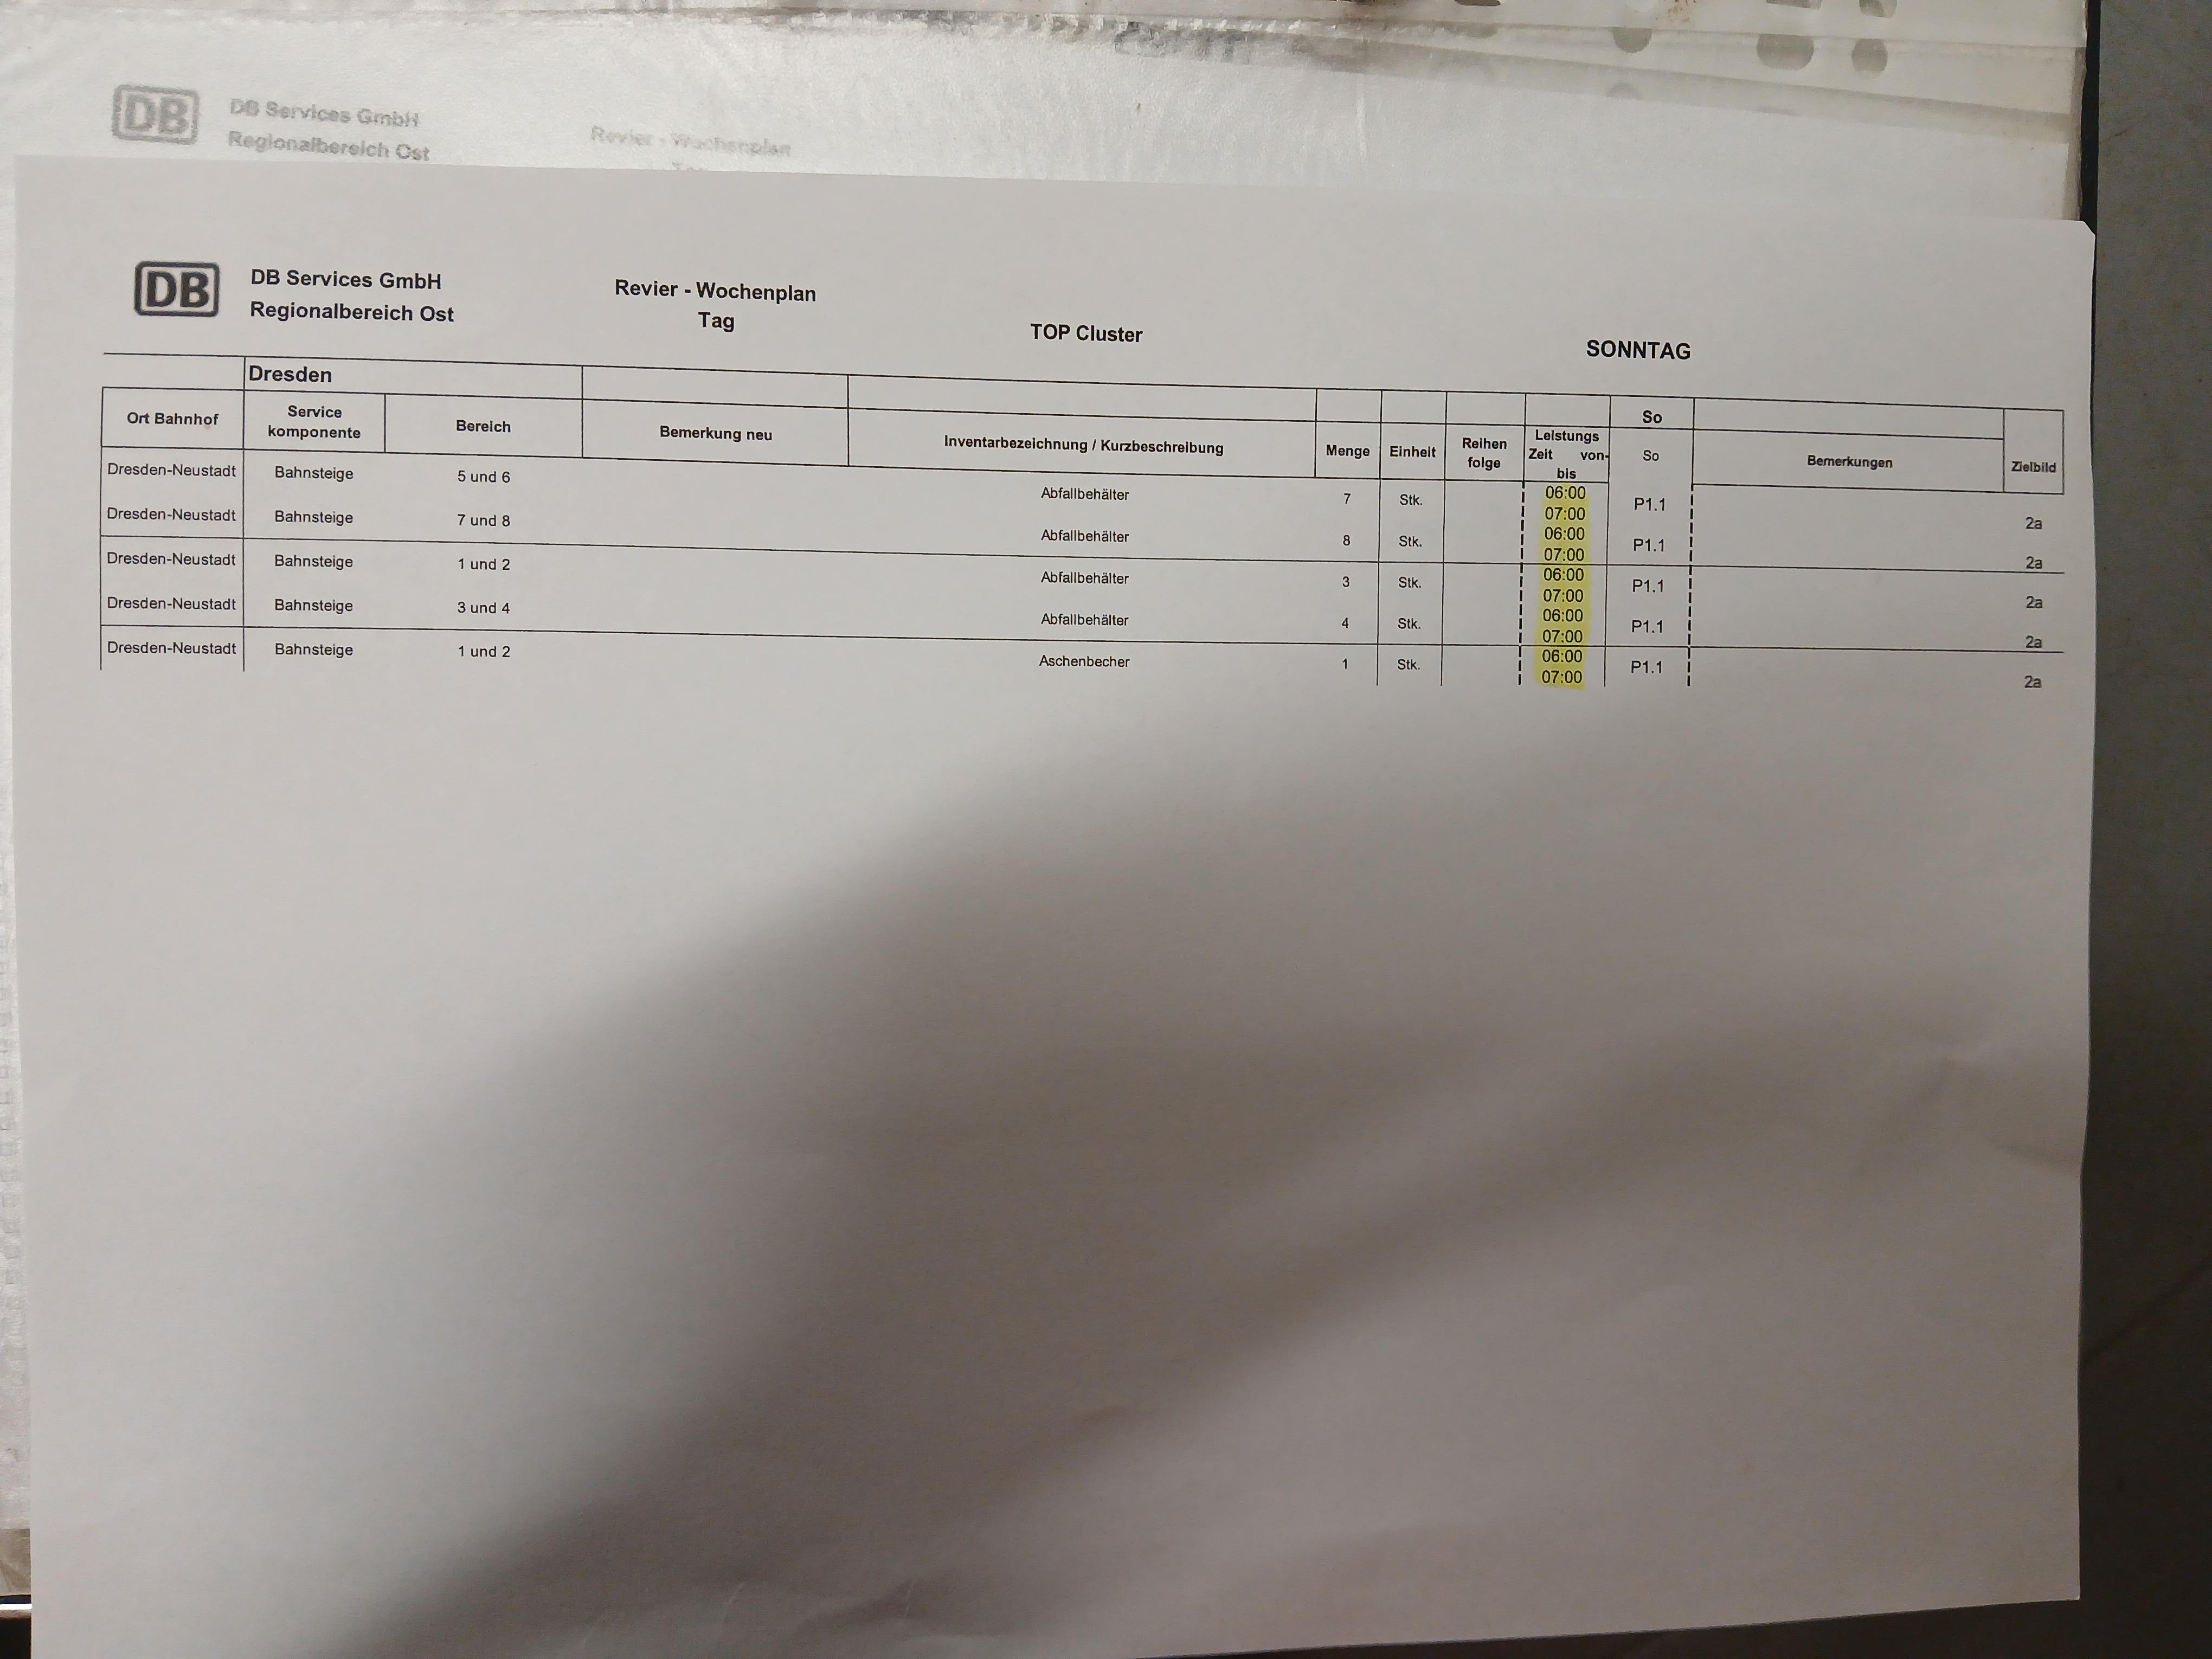 DB DB Services GmbH
Regionalbereich Ost
Revier - Wochenplan
DB DB Services GmbH
Regionalbereich Ost
Revier - Wochenplan
Tag
TOP Cluster
SONNTAG
Dresden
So
Ort Bahnhof Service komponente Bereich Bemerkung neu Inventarbezeichnung / Kurzbeschreibung Menge Einheit Reihen folge Leistungs Zeit von- bis So Bemerkungen Zielbild
Dresden-Neustadt Bahnsteige 5 und 6 Abfallbehälter 7 Stk. 06:00 07:00 P1.1 2a
Dresden-Neustadt Bahnsteige 7 und 8 Abfallbehälter 8 Stk. 06:00 07:00 P1.1 2a
Dresden-Neustadt Bahnsteige 1 und 2 Abfallbehälter 3 Stk. 06:00 07:00 P1.1 2a
Dresden-Neustadt Bahnsteige 3 und 4 Abfallbehälter 4 Stk. 06:00 07:00 P1.1 2a
Dresden-Neustadt Bahnsteige 1 und 2 Aschenbecher 1 Stk. 06:00 07:00 P1.1 2a